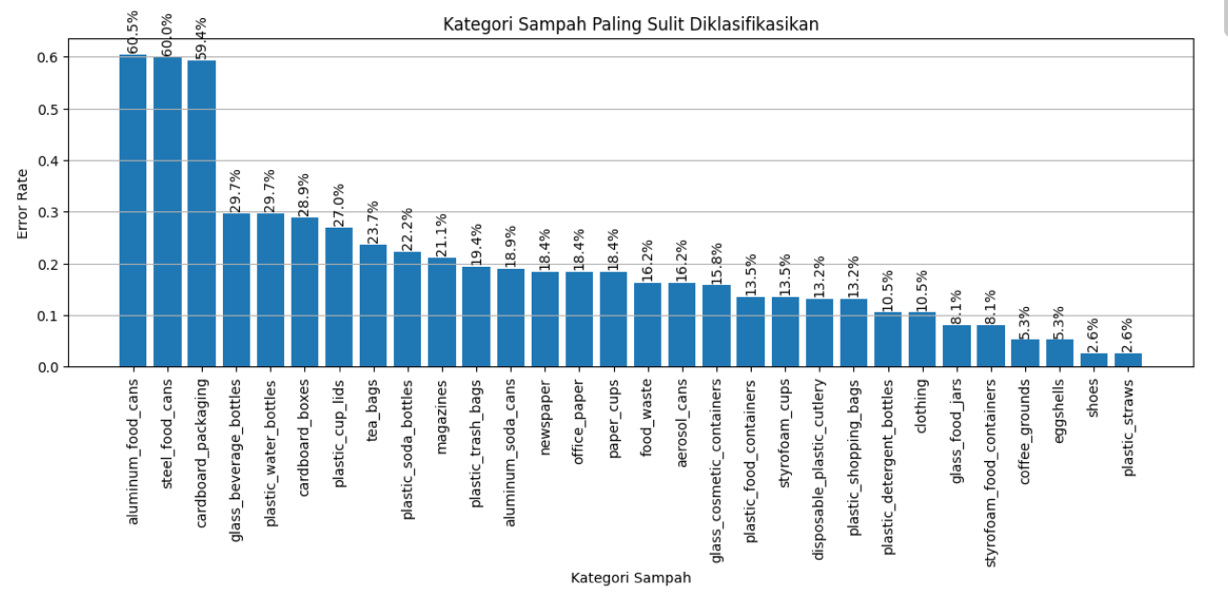 Kategori Sampah Paling Sulit Diklasifikasikan
Error Rate
0.6
0.5
0.4
0.3
0.2
0.1
0.0
60.5%
60.0%
59.4%
29.7%
29.7%
28.9%
27.0%
23.7%
22.2%
21.1%
19.4%
18.9%
18.4%
18.4%
18.4%
16.2%
16.2%
15.8%
13.5%
13.5%
13.2%
13.2%
10.5%
10.5%
8.1%
8.1%
5.3%
5.3%
2.6%
2.6%
aluminum_food_cans
steel_food_cans
cardboard_packaging
glass_beverage_bottles
plastic_water_bottles
cardboard_boxes
plastic_cup_lids
tea_bags
plastic_soda_bottles
magazines
plastic_trash_bags
aluminum_soda_cans
newspaper
office_paper
paper_cups
food_waste
aerosol_cans
glass_cosmetic_containers
plastic_food_containers
styrofoam_cups
disposable_plastic_cutlery
plastic_shopping_bags
plastic_detergent_bottles
clothing
glass_food_jars
styrofoam_food_containers
coffee_grounds
eggshells
shoes
plastic_straws
Kategori Sampah